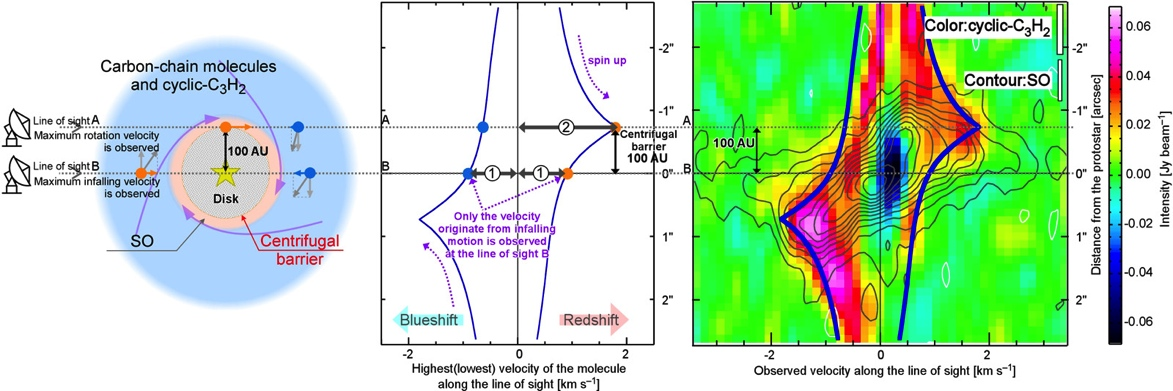 Carbon-chain molecules
and cyclic-C₃H₂
Line of sight A
Maximum rotation velocity
is observed
100 AU
Line of sight B
Maximum infalling velocity
is observed
Disk
SO
Centrifugal
barrier
-2"
-1"
0"
1"
2"
spin up
A
2
Centrifugal
barrier
100 AU
B
1
1
Only the velocity
originate from infalling
motion is observed
at the line of sight B
Blueshift
Redshift
-2
0
2
Highest(lowest) velocity of the molecule
along the line of sight [km s⁻¹]
A
B
Color:cyclic-C₃H₂
Contour:SO
100 AU
-2
0
2
Observed velocity along the line of sight [km s⁻¹]
-2"
-1"
0"
1"
2"
Distance from the protostar [arcsec]
0.06
0.04
0.02
0.00
-0.02
-0.04
-0.06
Intensity [Jy beam⁻¹]